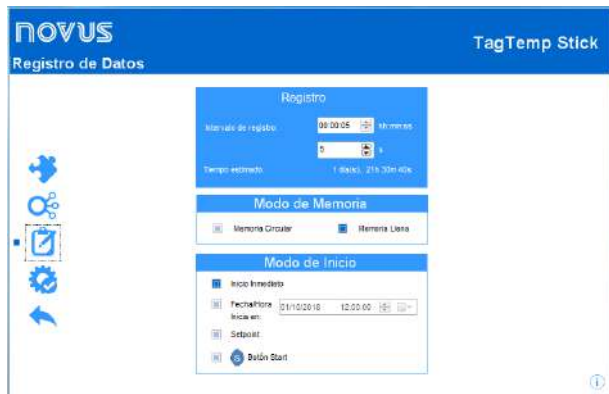 novus
TagTemp Stick
Registro de Datos
Registro
Intervalo de registro: 00:00:05 hh:mm:ss
5 s
Tiempo estimado: 1 día(s), 21h 30m 40s
Modo de Memoria
Memoria Circular Memoria Llena
Modo de Inicio
Inicio Inmediato
Fecha/Hora
01/10/2018 12:00:00
Inicia en:
Setpoint
Botón Start